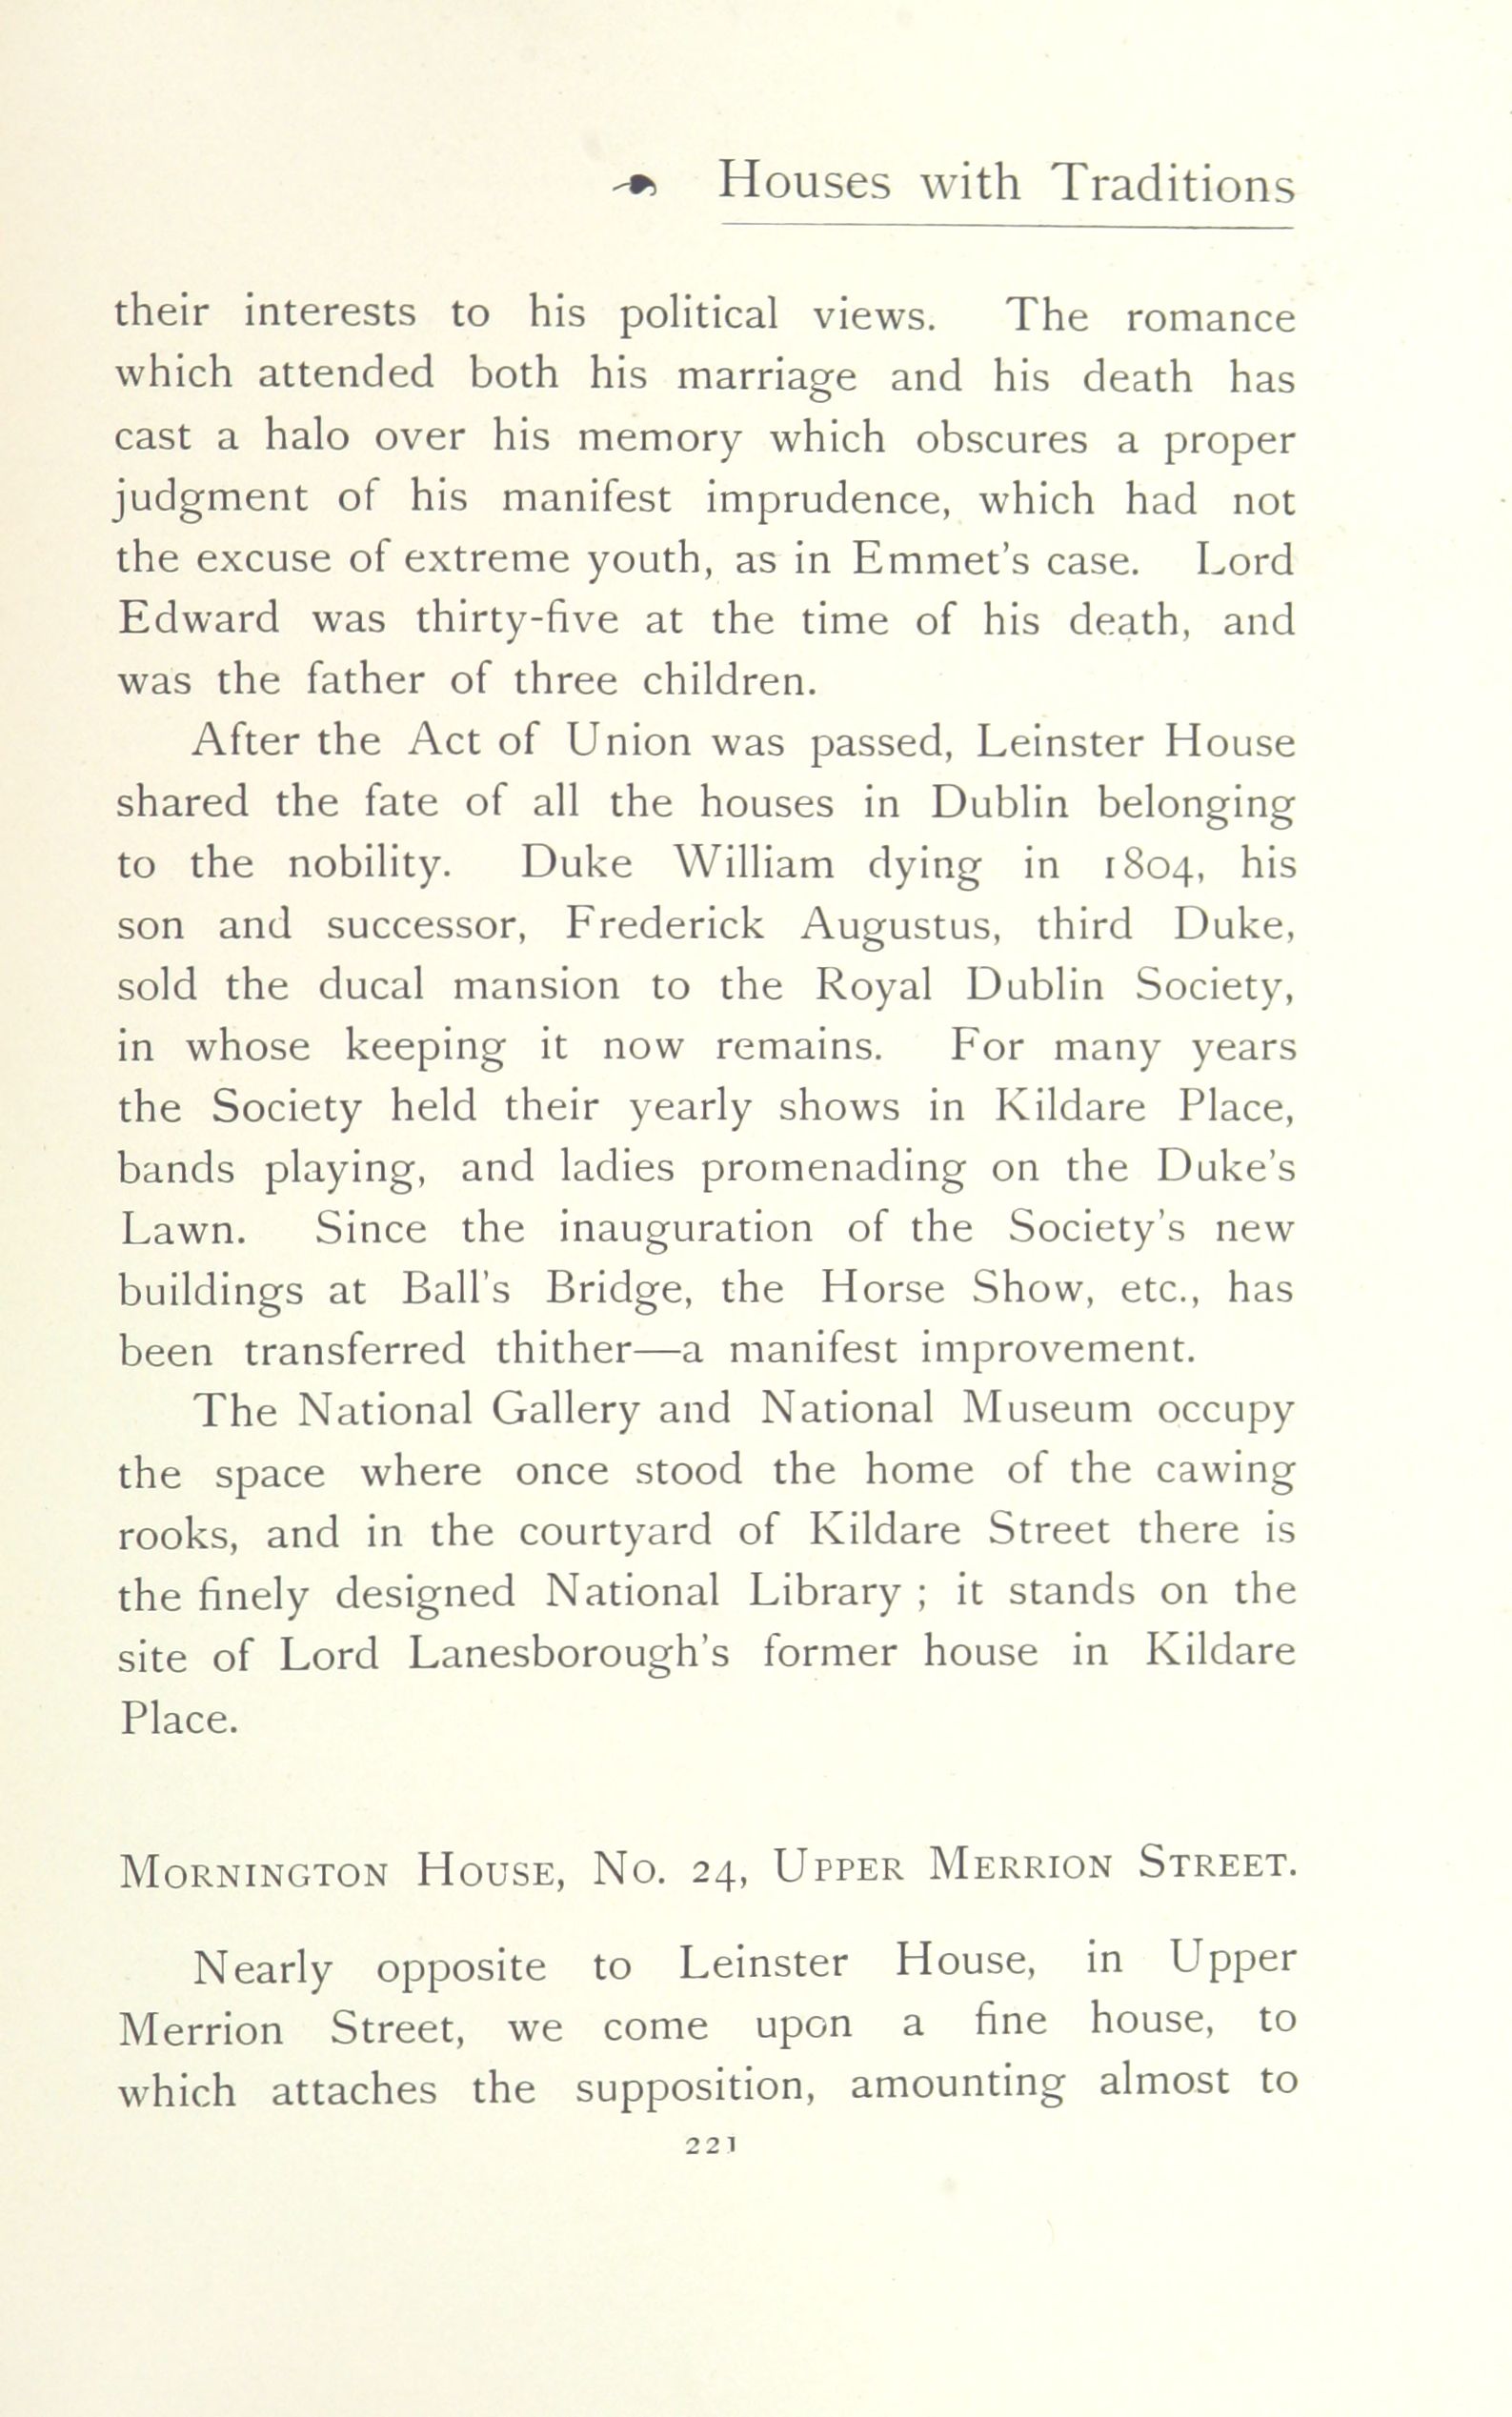 Houses with Traditions
their interests to his political views. The romance
which attended both his marriage and his death has
cast a halo over his memory which obscures a proper
judgment of his manifest imprudence, which had not
the excuse of extreme youth, as in Emmet's case. Lord
Edward was thirty-five at the time of his death, and
was the father of three children.
After the Act of Union was passed, Leinster House
shared the fate of all the houses in Dublin belonging
to the nobility. Duke William dying in 1804, his
son and successor, Frederick Augustus, third Duke,
sold the ducal mansion to the Royal Dublin Society,
in whose keeping it now remains. For many years
the Society held their yearly shows in Kildare Place,
bands playing, and ladies promenading on the Duke's
Lawn. Since the inauguration of the Society's new
buildings at Ball's Bridge, the Horse Show, etc., has
been transferred thither—a manifest improvement.
The National Gallery and National Museum occupy
the space where once stood the home of the cawing
rooks, and in the courtyard of Kildare Street there is
the finely designed National Library ; it stands on the
site of Lord Lanesborough's former house in Kildare
Place.
MORNINGTON HOUSE, NO. 24, UPPER MERRION STREET.
Nearly opposite to Leinster House, in Upper
Merrion Street, we come upon a fine house, to
which attaches the supposition, amounting almost to
221